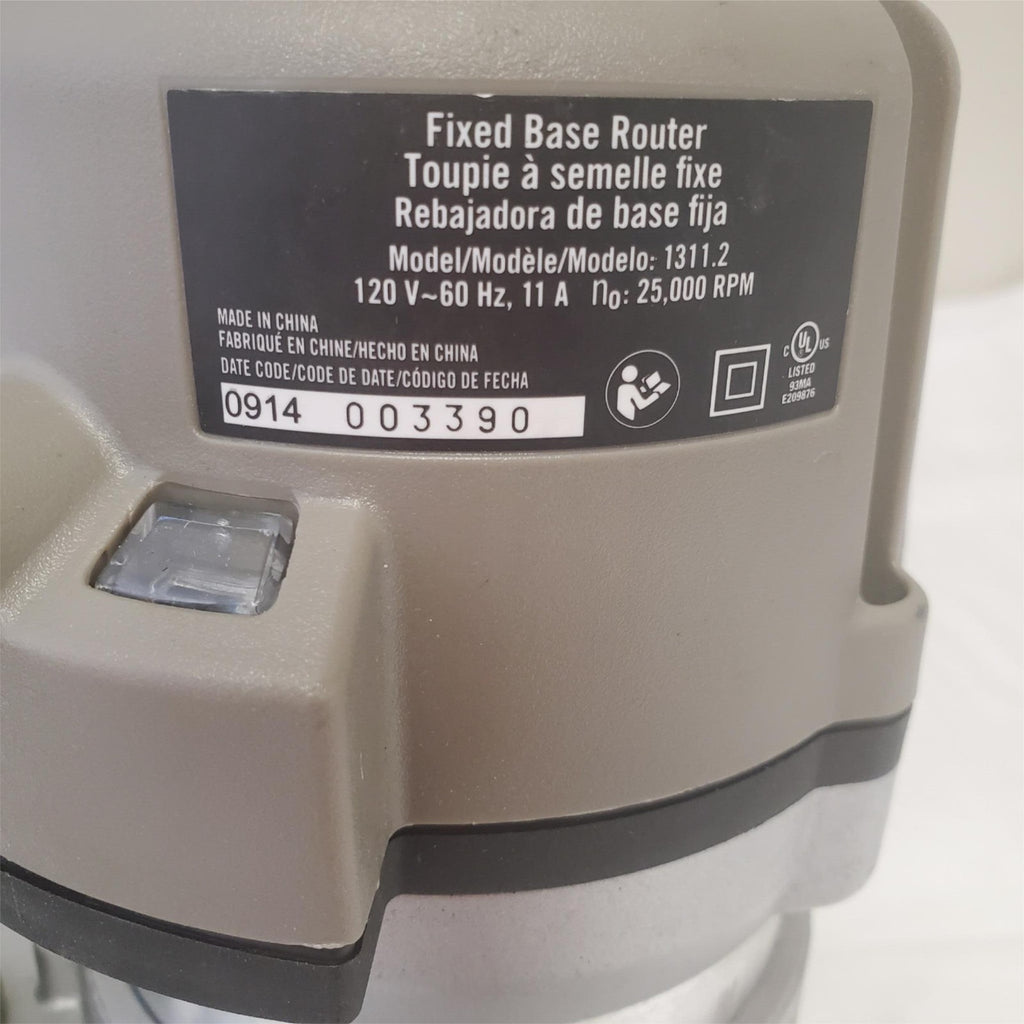 Fixed Base Router
Toupie à semelle fixe
Rebajadora de base fija
Model/Modèle/Modelo: 1311.2
120 V~60 Hz, 11 A n₀: 25,000 RPM
MADE IN CHINA
FABRIQUÉ EN CHINE/HECHO EN CHINA
DATE CODE/CODE DE DATE/CÓDIGO DE FECHA
0914 003390
C UL US
LISTED
93MA
E209876